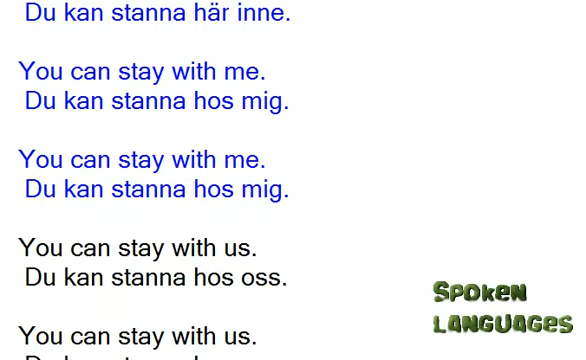 Du kan stanna här inne.
You can stay with me.
Du kan stanna hos mig.
You can stay with me.
Du kan stanna hos mig.
You can stay with us.
Du kan stanna hos oss.
You can stay with us.
SPOKEN
LANGUAGES